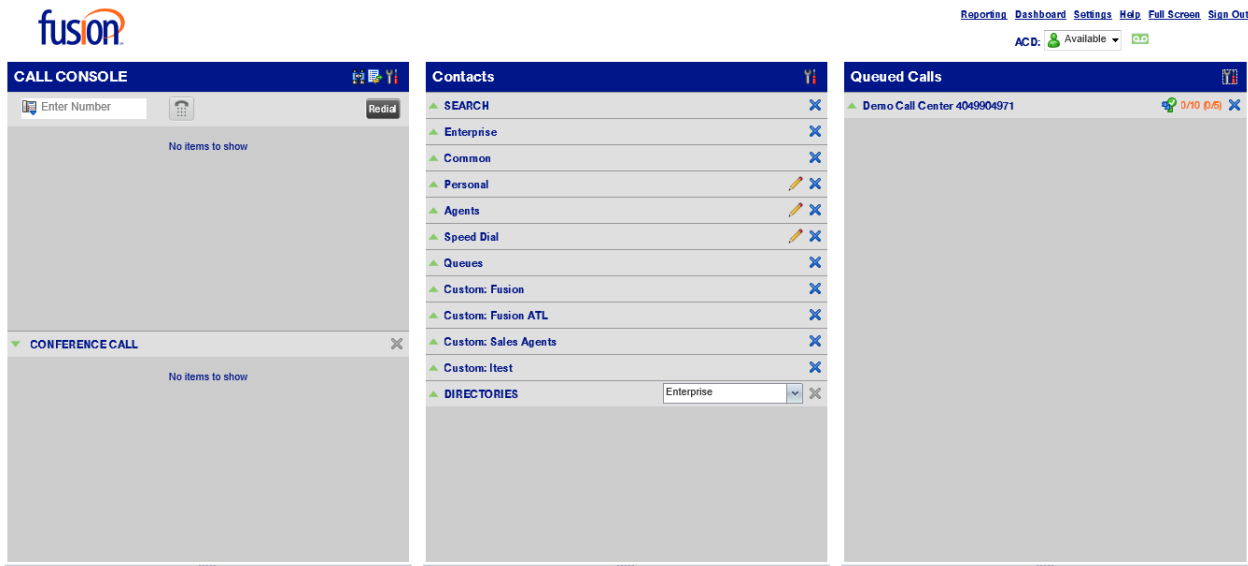 fusion
Reporting Dashboard Settings Help Full Screen Sign Out
ACD: Available
CALL CONSOLE
Enter Number Redial
No items to show
CONFERENCE CALL
No items to show
Contacts
SEARCH
Enterprise
Common
Personal
Agents
Speed Dial
Queues
Custom: Fusion
Custom: Fusion ATL
Custom: Sales Agents
Custom: Itest
DIRECTORIES Enterprise
Queued Calls
Demo Call Center 4049904971 0/10 (0/5)